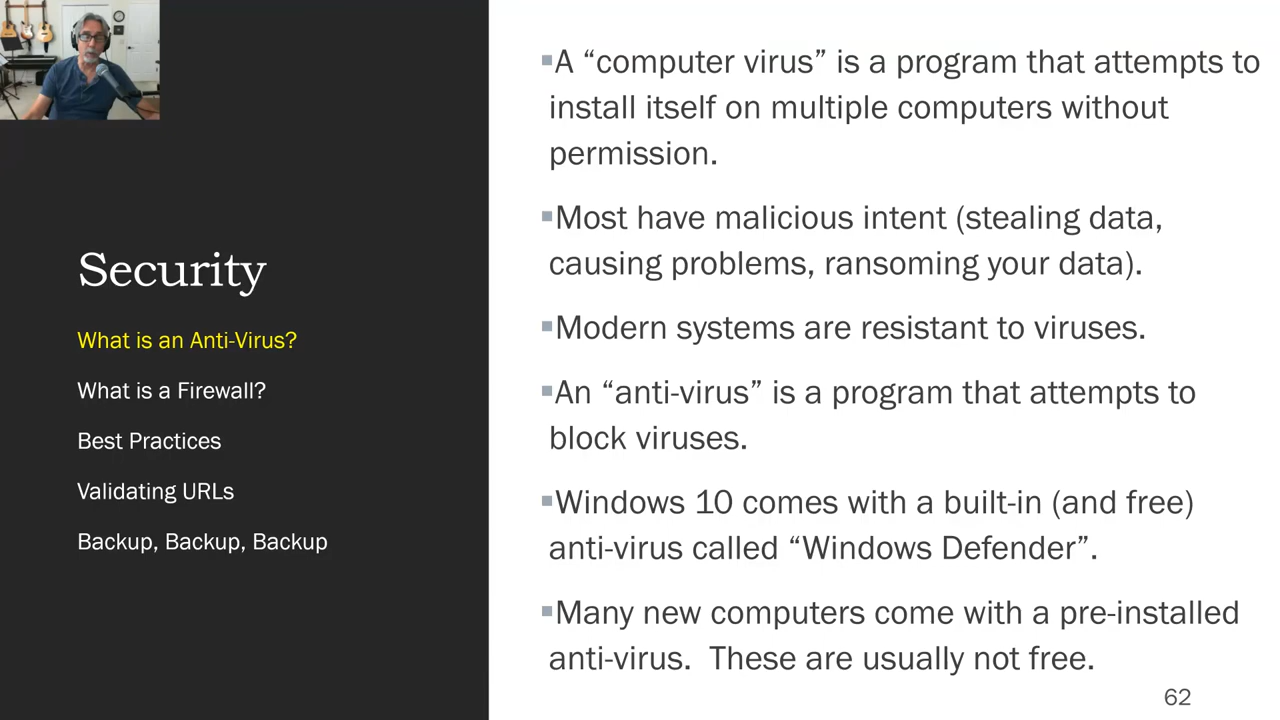 Security
What is an Anti-Virus?
What is a Firewall?
Best Practices
Validating URLs
Backup, Backup, Backup
▪A “computer virus” is a program that attempts to
install itself on multiple computers without
permission.
▪Most have malicious intent (stealing data,
causing problems, ransoming your data).
▪Modern systems are resistant to viruses.
▪An “anti-virus” is a program that attempts to
block viruses.
▪Windows 10 comes with a built-in (and free)
anti-virus called “Windows Defender”.
▪Many new computers come with a pre-installed
anti-virus.  These are usually not free.
62